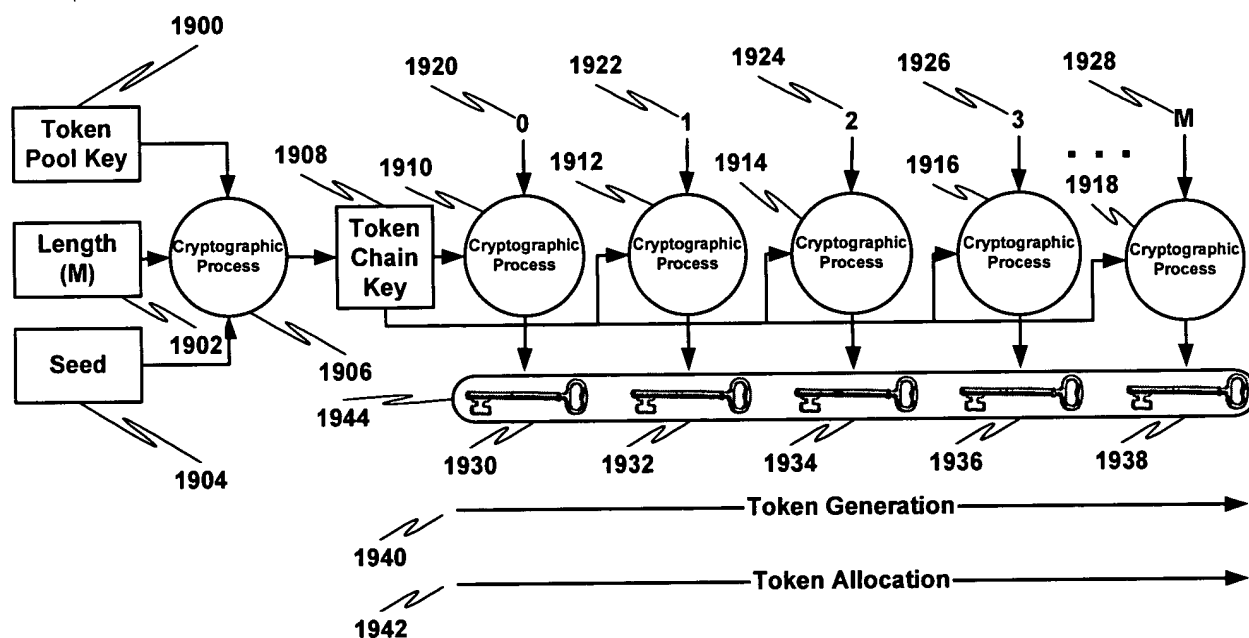 1900
1920
1922
1924
1926
1928
0
1
2
3
M
Token
Pool Key
1908
1910
1912
1914
1916
. . .
1918
Length
(M)
Cryptographic
Process
Token
Chain
Key
Cryptographic
Process
Cryptographic
Process
Cryptographic
Process
Cryptographic
Process
Cryptographic
Process
1902
Seed
1906
1944
1904
1930
1932
1934
1936
1938
Token Generation
1940
Token Allocation
1942